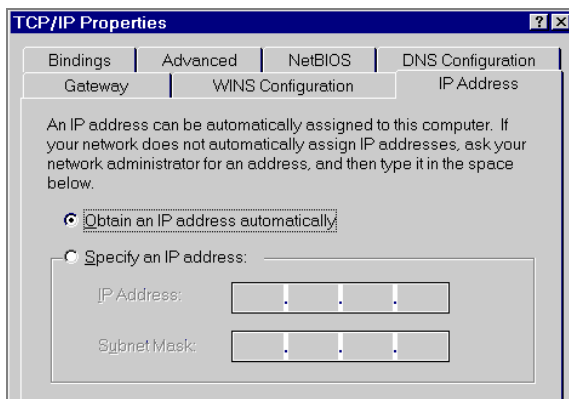 TCP/IP Properties
Bindings
Advanced
NetBIOS
DNS Configuration
Gateway
WINS Configuration
IP Address
An IP address can be automatically assigned to this computer. If
your network does not automatically assign IP addresses, ask your
network administrator for an address, and then type it in the space
below.
Obtain an IP address automatically
Specify an IP address:
IP Address:
Subnet Mask: